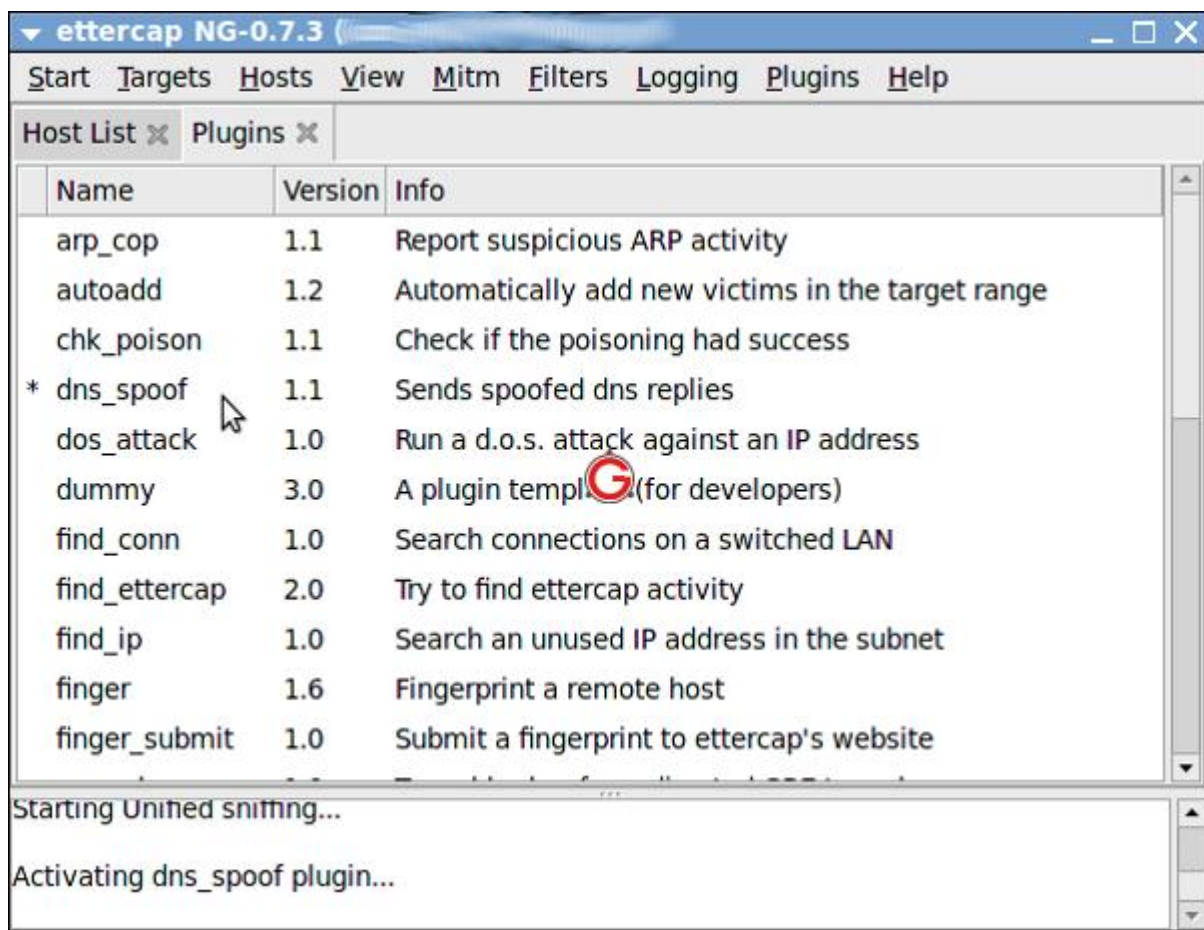 ettercap NG-0.7.3 (
Start Targets Hosts View Mitm Filters Logging Plugins Help
Host List Plugins
Name Version Info
arp_cop 1.1 Report suspicious ARP activity
autoadd 1.2 Automatically add new victims in the target range
chk_poison 1.1 Check if the poisoning had success
* dns_spoof 1.1 Sends spoofed dns replies
dos_attack 1.0 Run a d.o.s. attack against an IP address
dummy 3.0 A plugin (for developers)
find_conn 1.0 Search connections on a switched LAN
find_ettercap 2.0 Try to find ettercap activity
find_ip 1.0 Search an unused IP address in the subnet
finger 1.6 Fingerprint a remote host
finger_submit 1.0 Submit a fingerprint to ettercap's website
Starting Unified sniffing...
Activating dns_spoof plugin...
G